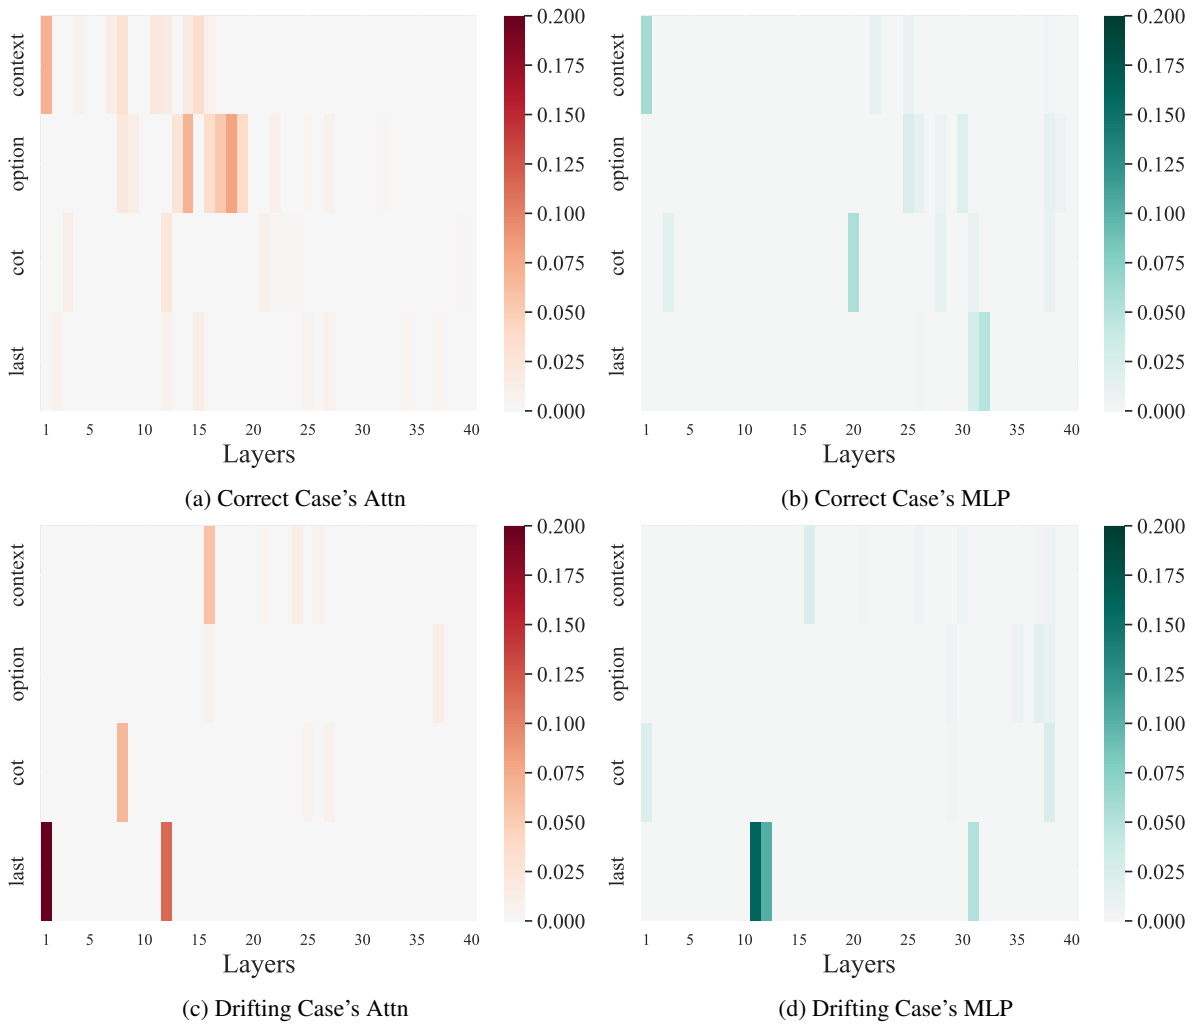 context
option
cot
last
1 5 10 15 20 25 30 35 40
Layers
0.200
0.175
0.150
0.125
0.100
0.075
0.050
0.025
0.000
(a) Correct Case's Attn
context
option
cot
last
1 5 10 15 20 25 30 35 40
Layers
0.200
0.175
0.150
0.125
0.100
0.075
0.050
0.025
0.000
(b) Correct Case's MLP
context
option
cot
last
1 5 10 15 20 25 30 35 40
Layers
0.200
0.175
0.150
0.125
0.100
0.075
0.050
0.025
0.000
(c) Drifting Case's Attn
context
option
cot
last
1 5 10 15 20 25 30 35 40
Layers
0.200
0.175
0.150
0.125
0.100
0.075
0.050
0.025
0.000
(d) Drifting Case's MLP